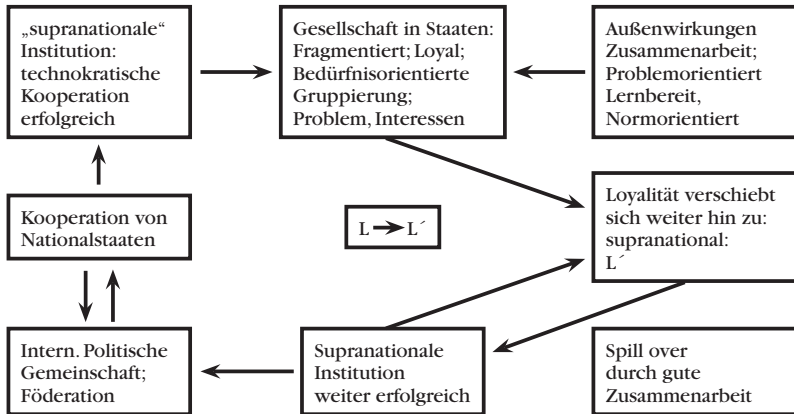 „supranationale“
Institution:
technokratische
Kooperation
erfolgreich
Gesellschaft in Staaten:
Fragmentiert; Loyal;
Bedürfnisorientierte
Gruppierung;
Problem, Interessen
Außenwirkungen
Zusammenarbeit;
Problemorientiert
Lernbereit,
Normorientiert
Kooperation von
Nationalstaaten
L L´
Loyalität verschiebt
sich weiter hin zu:
supranational:
L´
Intern. Politische
Gemeinschaft;
Föderation
Supranationale
Institution
weiter erfolgreich
Spill over
durch gute
Zusammenarbeit